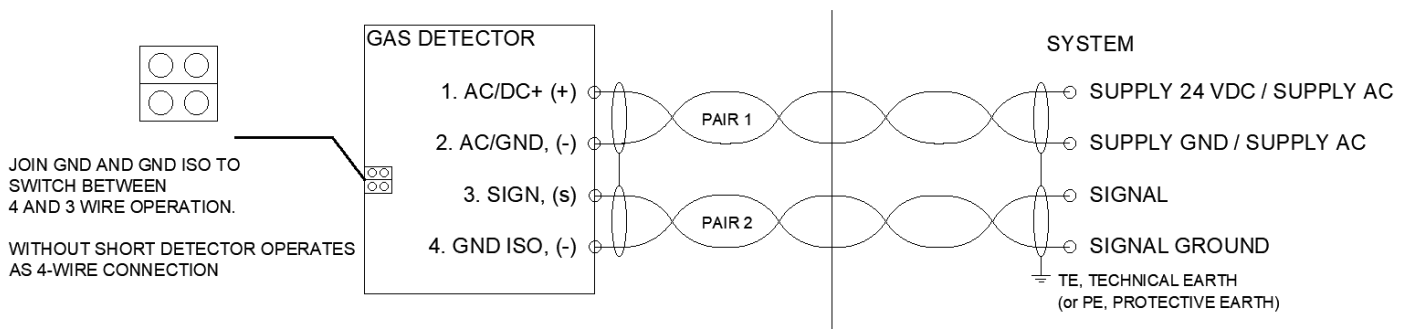 GAS DETECTOR
SYSTEM
1. AC/DC+ (+)
PAIR 1
SUPPLY 24 VDC / SUPPLY AC
2. AC/GND, (-)
SUPPLY GND / SUPPLY AC
JOIN GND AND GND ISO TO
SWITCH BETWEEN
4 AND 3 WIRE OPERATION.
WITHOUT SHORT DETECTOR OPERATES
AS 4-WIRE CONNECTION
3. SIGN, (s)
PAIR 2
SIGNAL
4. GND ISO, (-)
SIGNAL GROUND
TE, TECHNICAL EARTH
(or PE, PROTECTIVE EARTH)